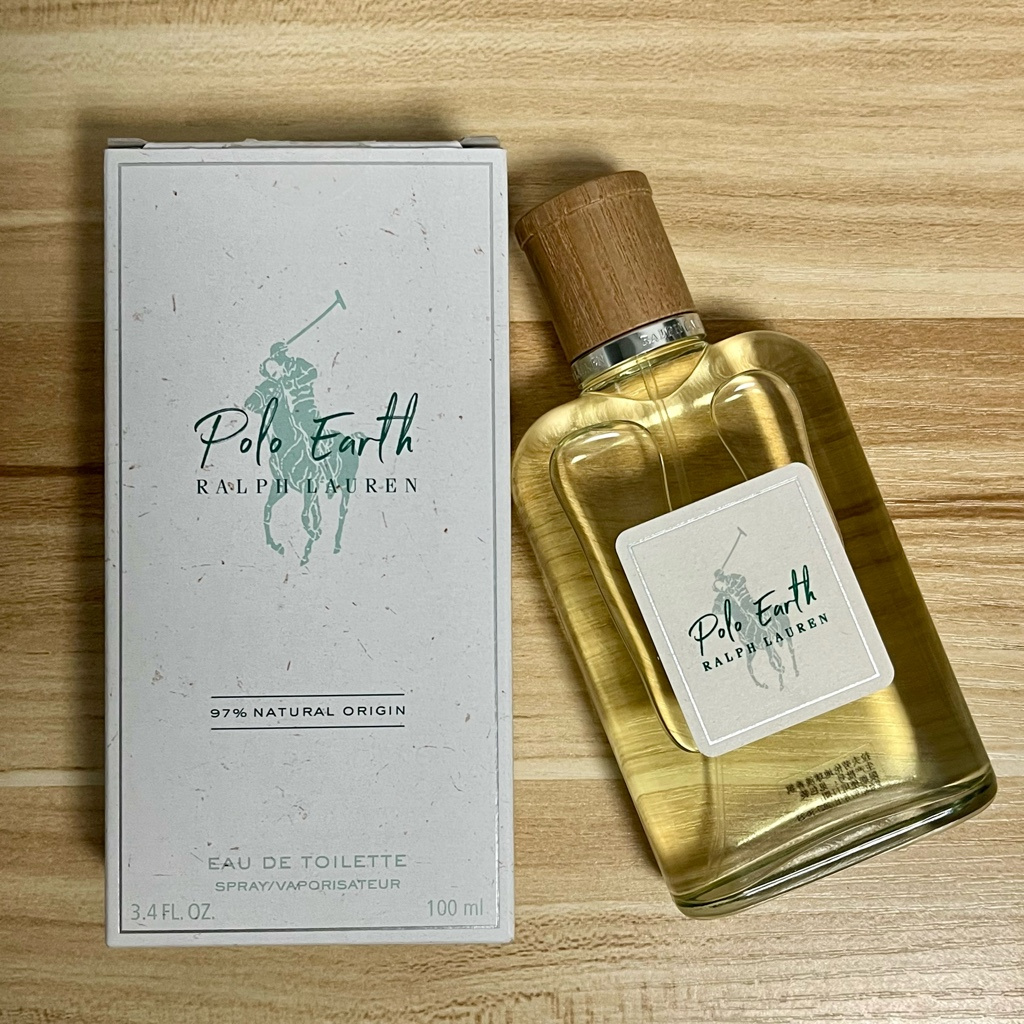 Polo Earth
RALPH LAUREN
97% NATURAL ORIGIN
EAU DE TOILETTE
SPRAY/VAPORISATEUR
3.4 FL. OZ.
100 ml
Polo Earth
RALPH LAUREN